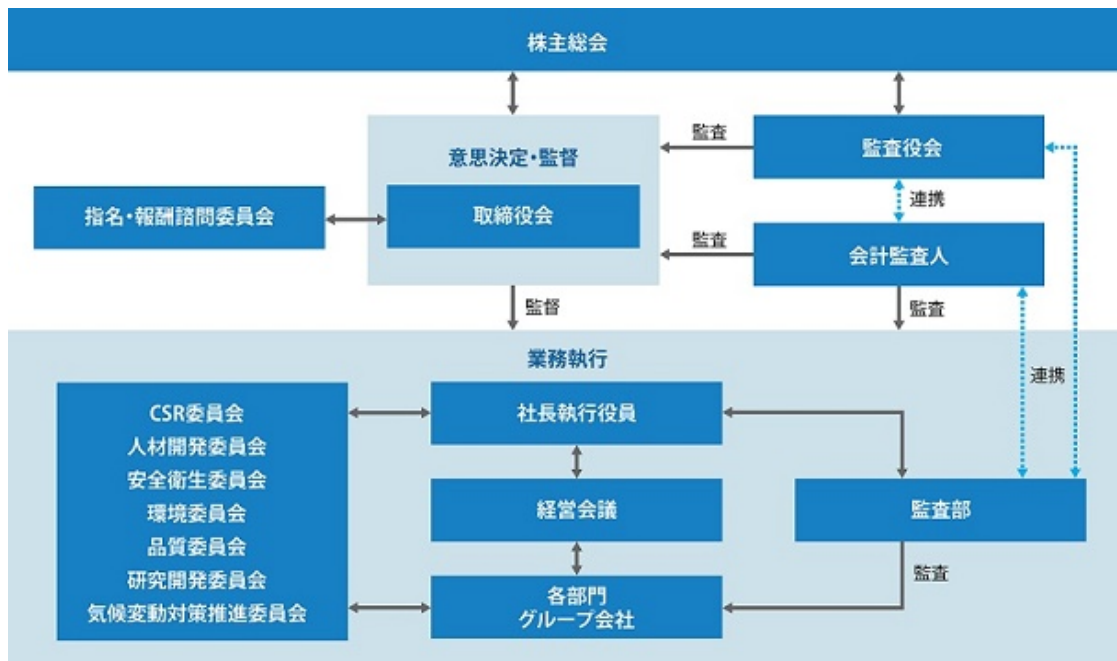 株主総会
意思決定・監督
監査
監査役会
指名・報酬諮問委員会
取締役会
連携
監査
会計監査人
監督
監査
業務執行
連携
CSR委員会
人材開発委員会
安全衛生委員会
環境委員会
品質委員会
研究開発委員会
気候変動対策推進委員会
社長執行役員
経営会議
監査部
各部門
グループ会社
監査